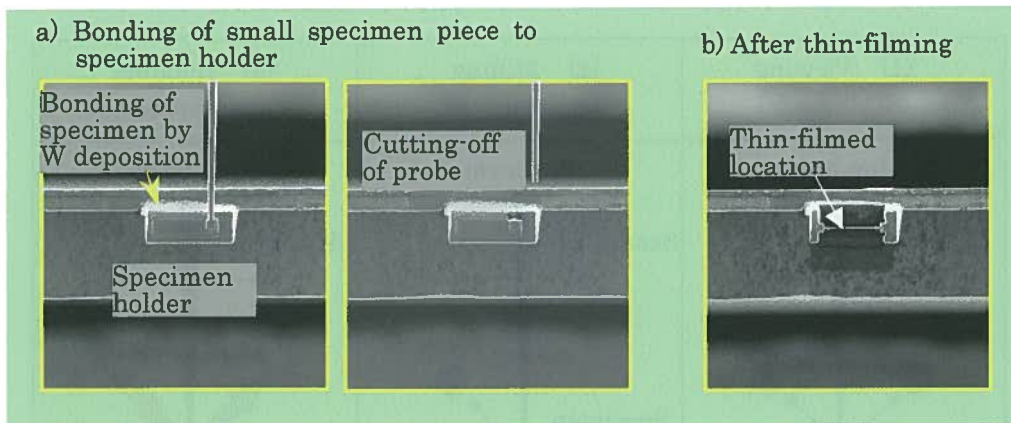 a) Bonding of small specimen piece to
specimen holder
Bonding of
specimen by
W deposition
Specimen
holder
Cutting-off
of probe
b) After thin-filming
Thin-filmed
location